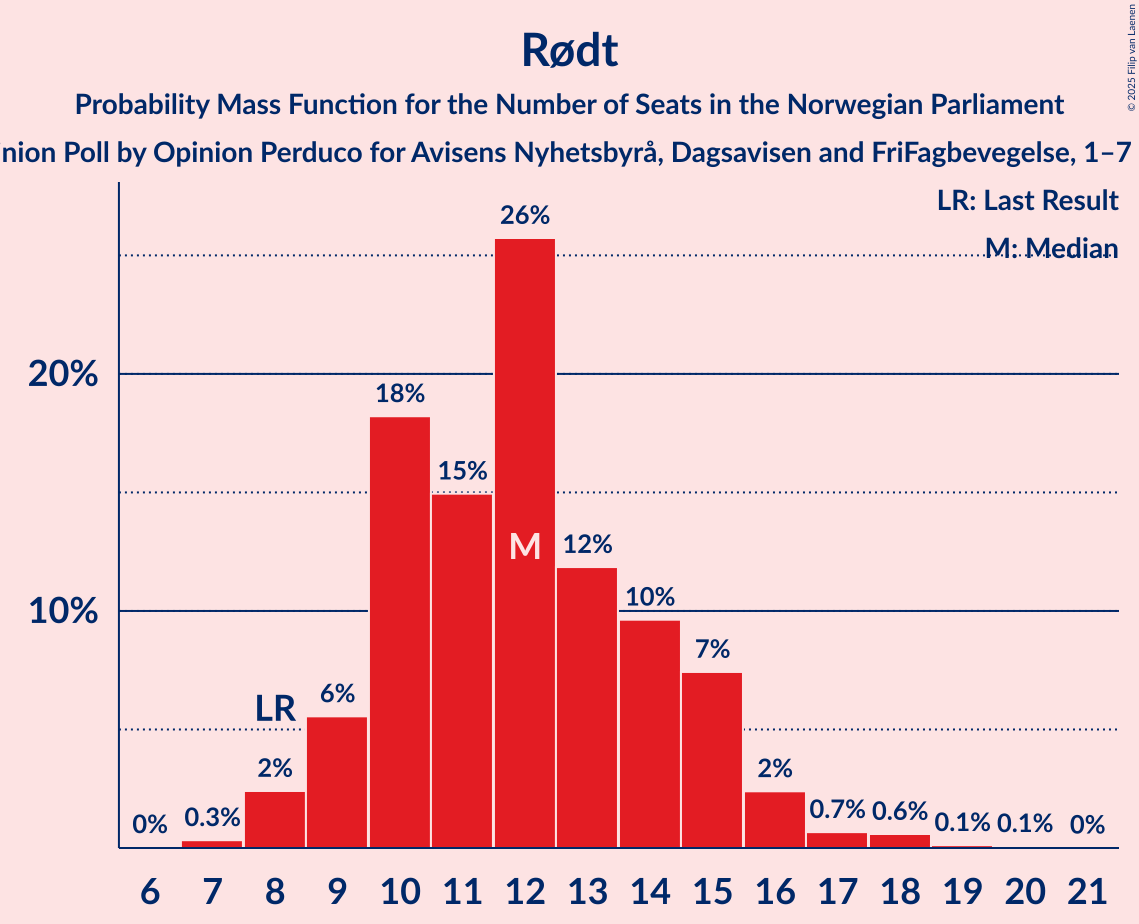 Rødt
Probability Mass Function for the Number of Seats in the Norwegian Parliament
nion Poll by Opinion Perduco for Avisens Nyhetsbyrå, Dagsavisen and FriFagbevegelse, 1–7
© 2025 Filip van Laenen
LR: Last Result
M: Median
26%
20%
18%
15%
M
12%
10%
10%
7%
LR
6%
2%
2%
0%
0.3%
0.7%
0.6%
0.1%
0.1%
0%
6 7 8 9 10 11 12 13 14 15 16 17 18 19 20 21